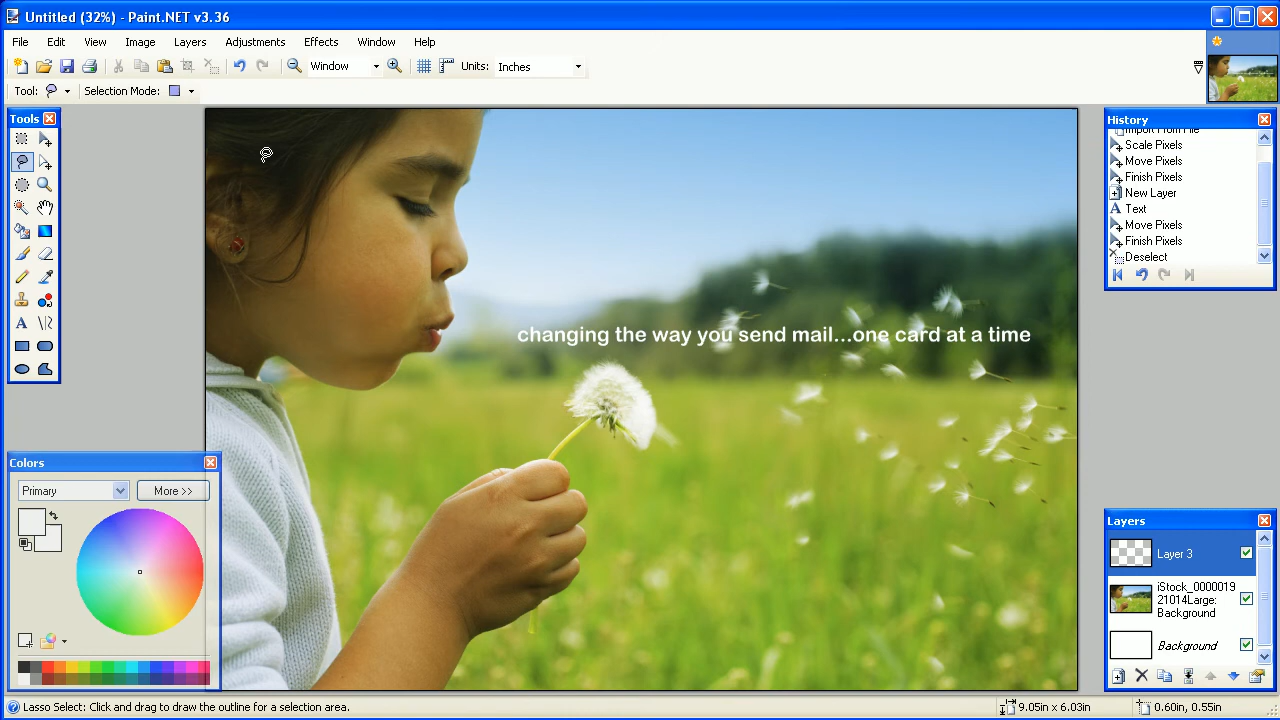 Untitled (32%) - Paint.NET v3.36
File Edit View Image Layers Adjustments Effects Window Help
Window Units: Inches
Tool: Selection Mode:
Tools
History
Import From File
Scale Pixels
Move Pixels
Finish Pixels
New Layer
Text
Move Pixels
Finish Pixels
Deselect
changing the way you send mail...one card at a time
Colors
Primary More >>
Layers
Layer 3
iStock_0000019
21014Large:
Background
Background
Lasso Select: Click and drag to draw the outline for a selection area.
9.05in x 6.03in
0.60in, 0.55in